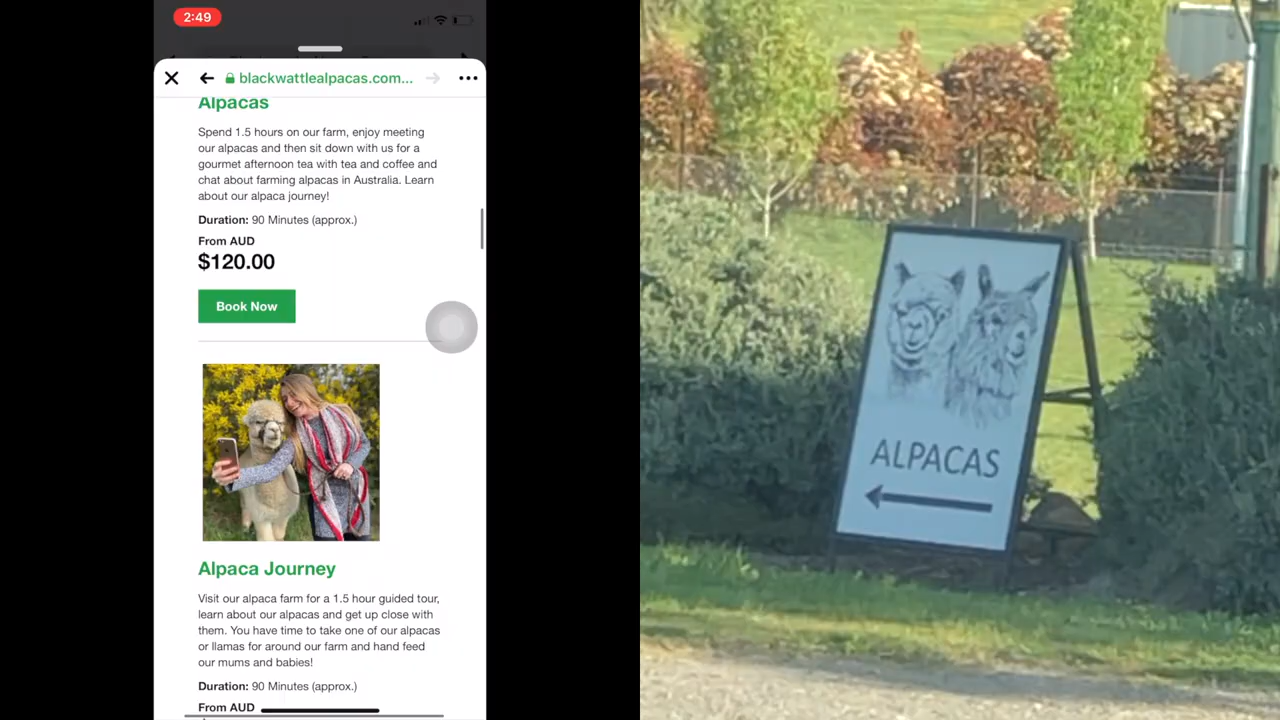 2:49
blackwattlealpacas.com...
Alpacas
Spend 1.5 hours on our farm, enjoy meeting
our alpacas and then sit down with us for a
gourmet afternoon tea with tea and coffee and
chat about farming alpacas in Australia. Learn
about our alpaca journey!
Duration: 90 Minutes (approx.)
From AUD
$120.00
Book Now
Alpaca Journey
Visit our alpaca farm for a 1.5 hour guided tour,
learn about our alpacas and get up close with
them. You have time to take one of our alpacas
or llamas for around our farm and hand feed
our mums and babies!
Duration: 90 Minutes (approx.)
From AUD
ALPACAS